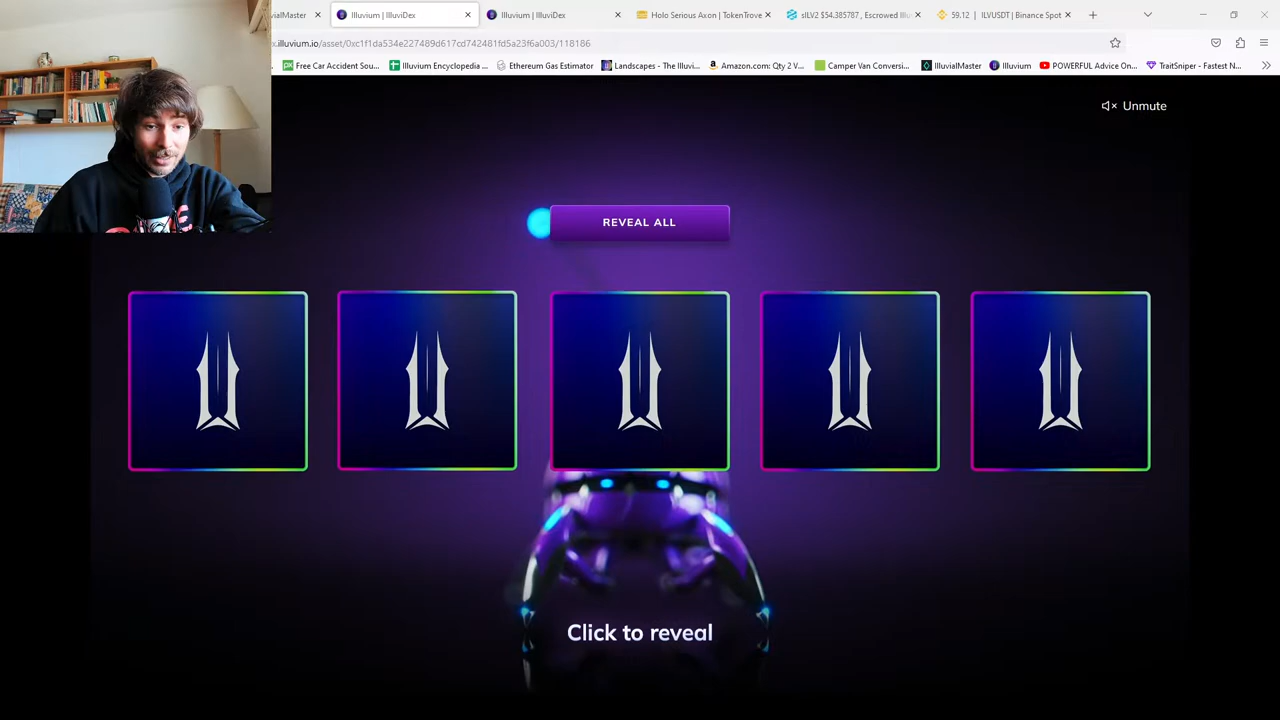 uvialMaster
Illuvium | IlluviDex
Illuvium | IlluviDex
Holo Serious Axon | TokenTrove
sILV2 $54.385787 , Escrowed Illu
59.12 | ILVUSDT | Binance Spot
.illuvium.io/asset/0xc1f1da534e227489d617cd742481fd5a23f6a003/118186
Free Car Accident Sou...
Illuvium Encyclopedia ...
Ethereum Gas Estimator
Landscapes - The Illuvi...
Amazon.com: Qty 2 V...
Camper Van Conversi...
IlluvialMaster
Illuvium
POWERFUL Advice On...
TraitSniper - Fastest N...
Unmute
REVEAL ALL
Click to reveal